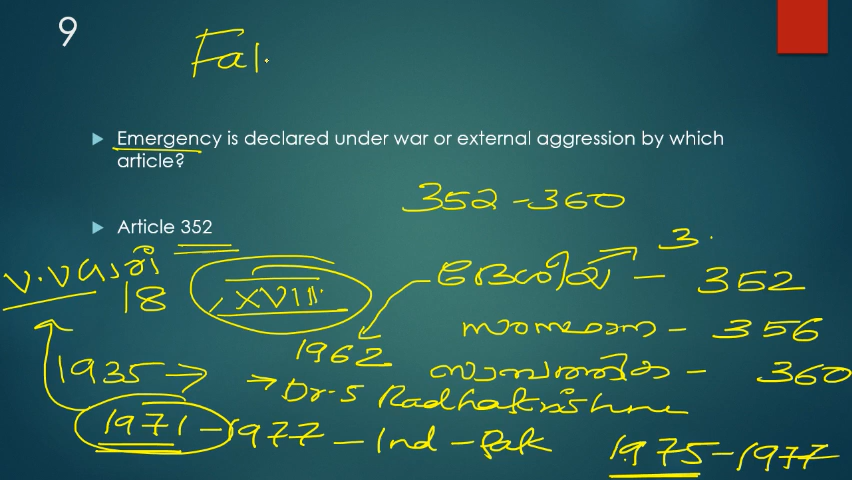 9
Fal
Emergency is declared under war or external aggression by which
article?
352 - 360
Article 352
3.
18
XVIII
ദേശീയ - 352
- 356
1962
1935 →
- 360
→ Dr. S Radhakrishna
1971 - 1977 - Ind - Pak
1975 - 1977